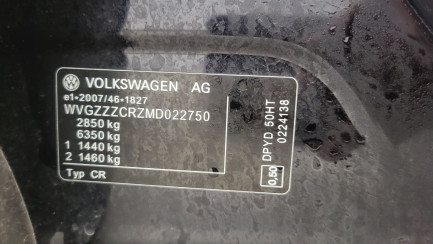 VOLKSWAGEN AG
e1*2007/46*1827
WVGZZZCRZMD022750
2850 kg
6350 kg
1 1440 kg
2 1460 kg
Typ CR
0,50 DPYD 50HT
0224138